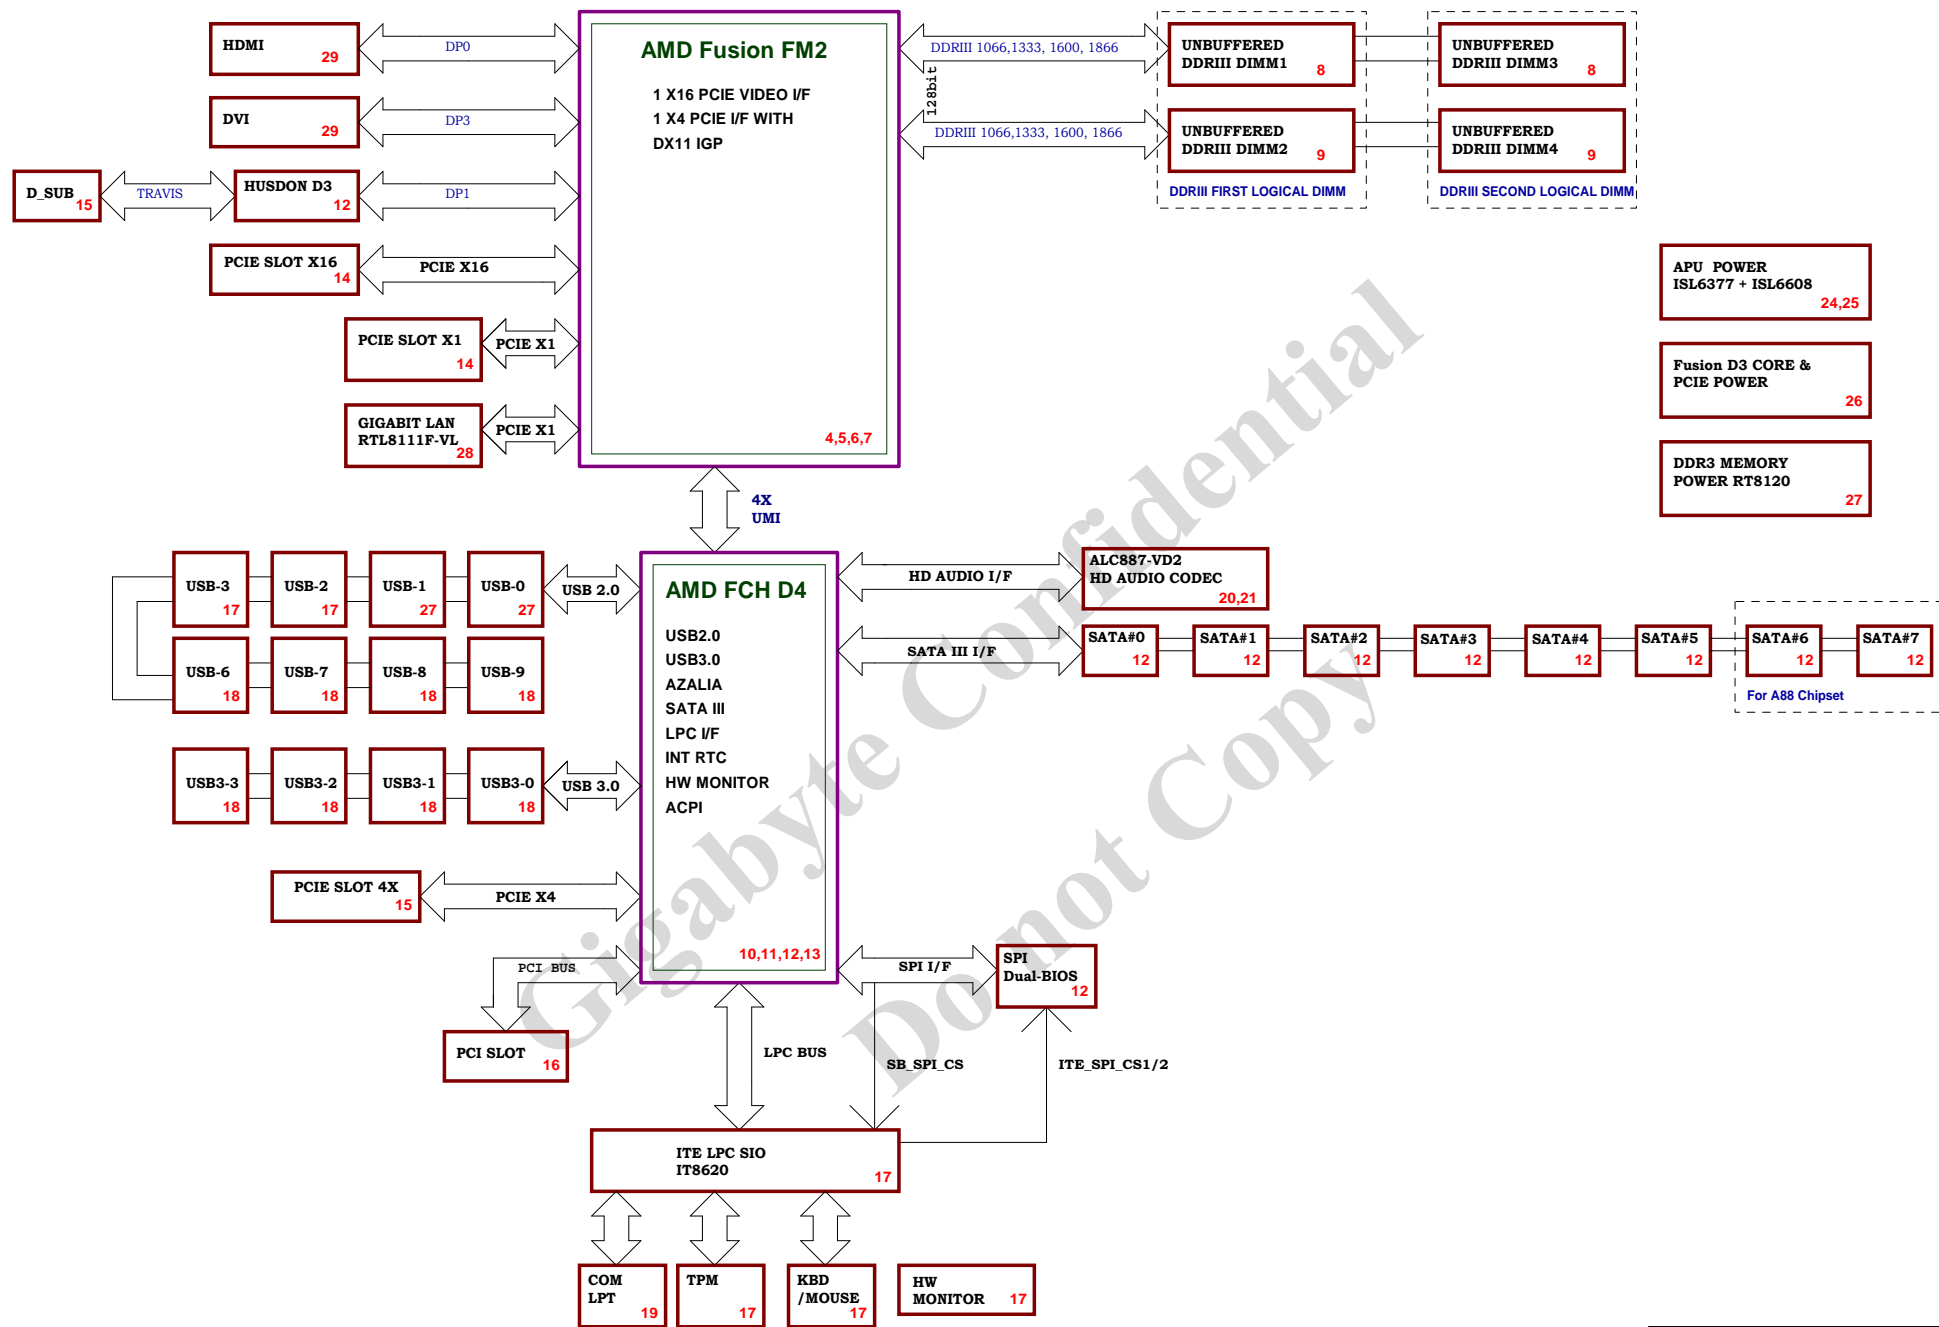 HDMI
29
DP0
AMD Fusion FM2
1 X16 PCIE VIDEO I/F
1 X4 PCIE I/F WITH
DX11 IGP
4,5,6,7
DDRIII 1066,1333, 1600, 1866
128bit
DDRIII 1066,1333, 1600, 1866
UNBUFFERED
DDRIII DIMM1
8
UNBUFFERED
DDRIII DIMM3
8
UNBUFFERED
DDRIII DIMM2
9
UNBUFFERED
DDRIII DIMM4
9
DDRIII FIRST LOGICAL DIMM
DDRIII SECOND LOGICAL DIMM
DVI
29
DP3
D_SUB
15
TRAVIS
HUSDON D3
12
DP1
PCIE SLOT X16
14
PCIE X16
PCIE SLOT X1
14
PCIE X1
GIGABIT LAN
RTL8111F-VL
28
PCIE X1
APU POWER
ISL6377 + ISL6608
24,25
Fusion D3 CORE &
PCIE POWER
26
DDR3 MEMORY
POWER RT8120
27
4X
UMI
USB-3
17
USB-2
17
USB-1
27
USB-0
27
USB 2.0
USB-6
18
USB-7
18
USB-8
18
USB-9
18
USB3-3
18
USB3-2
18
USB3-1
18
USB3-0
18
USB 3.0
AMD FCH D4
USB2.0
USB3.0
AZALIA
SATA III
LPC I/F
INT RTC
HW MONITOR
ACPI
10,11,12,13
HD AUDIO I/F
ALC887-VD2
HD AUDIO CODEC
20,21
SATA III I/F
SATA#0
12
SATA#1
12
SATA#2
12
SATA#3
12
SATA#4
12
SATA#5
12
SATA#6
12
SATA#7
12
For A88 Chipset
PCIE SLOT 4X
15
PCIE X4
PCI BUS
PCI SLOT
16
SPI I/F
SPI
Dual-BIOS
12
LPC BUS
SB_SPI_CS
ITE_SPI_CS1/2
ITE LPC SIO
IT8620
17
COM
LPT
19
TPM
17
KBD
/MOUSE
17
HW
MONITOR
17
Gigabyte Confidential
Do not Copy